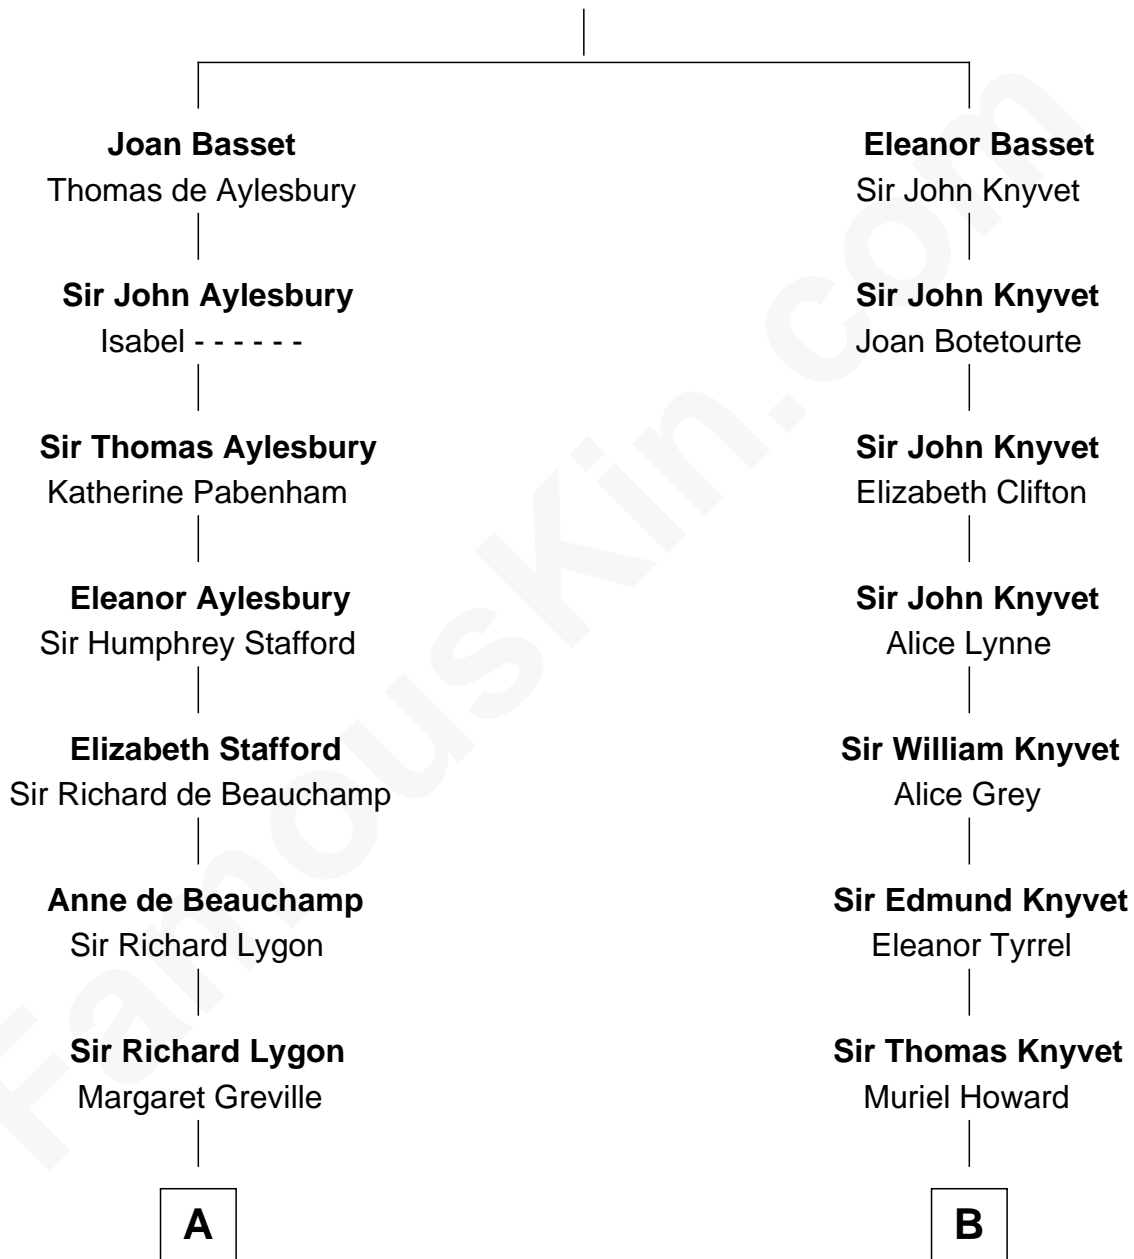 Joan Basset
Thomas de Aylesbury
Sir John Aylesbury
Isabel - - - - - -
Sir Thomas Aylesbury
Katherine Pabenham
Eleanor Aylesbury
Sir Humphrey Stafford
Elizabeth Stafford
Sir Richard de Beauchamp
Anne de Beauchamp
Sir Richard Lygon
Sir Richard Lygon
Margaret Greville
A
Eleanor Basset
Sir John Knyvet
Sir John Knyvet
Joan Botetourte
Sir John Knyvet
Elizabeth Clifton
Sir John Knyvet
Alice Lynne
Sir William Knyvet
Alice Grey
Sir Edmund Knyvet
Eleanor Tyrrel
Sir Thomas Knyvet
Muriel Howard
B
FamousKin.com